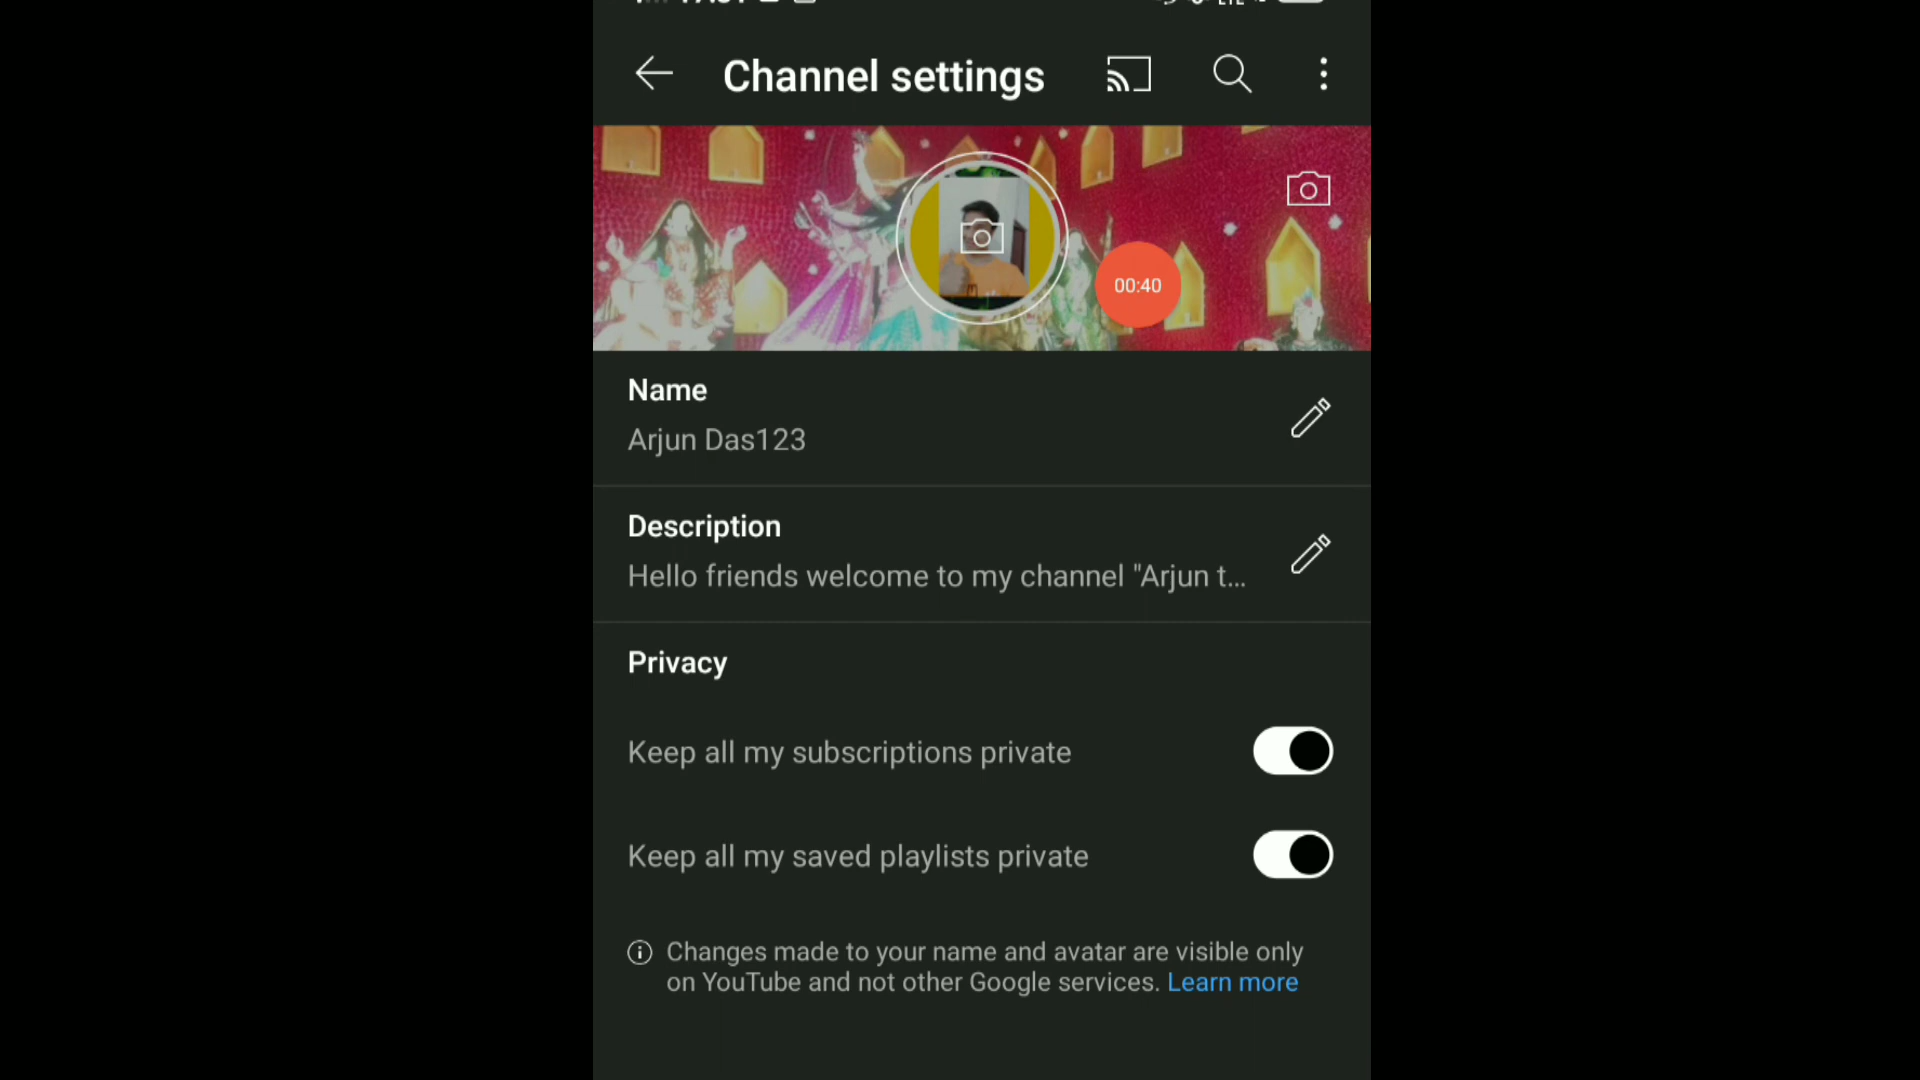 Channel settings
00:40
Name
Arjun Das123
Description
Hello friends welcome to my channel "Arjun t...
Privacy
Keep all my subscriptions private
Keep all my saved playlists private
Changes made to your name and avatar are visible only
on YouTube and not other Google services. Learn more